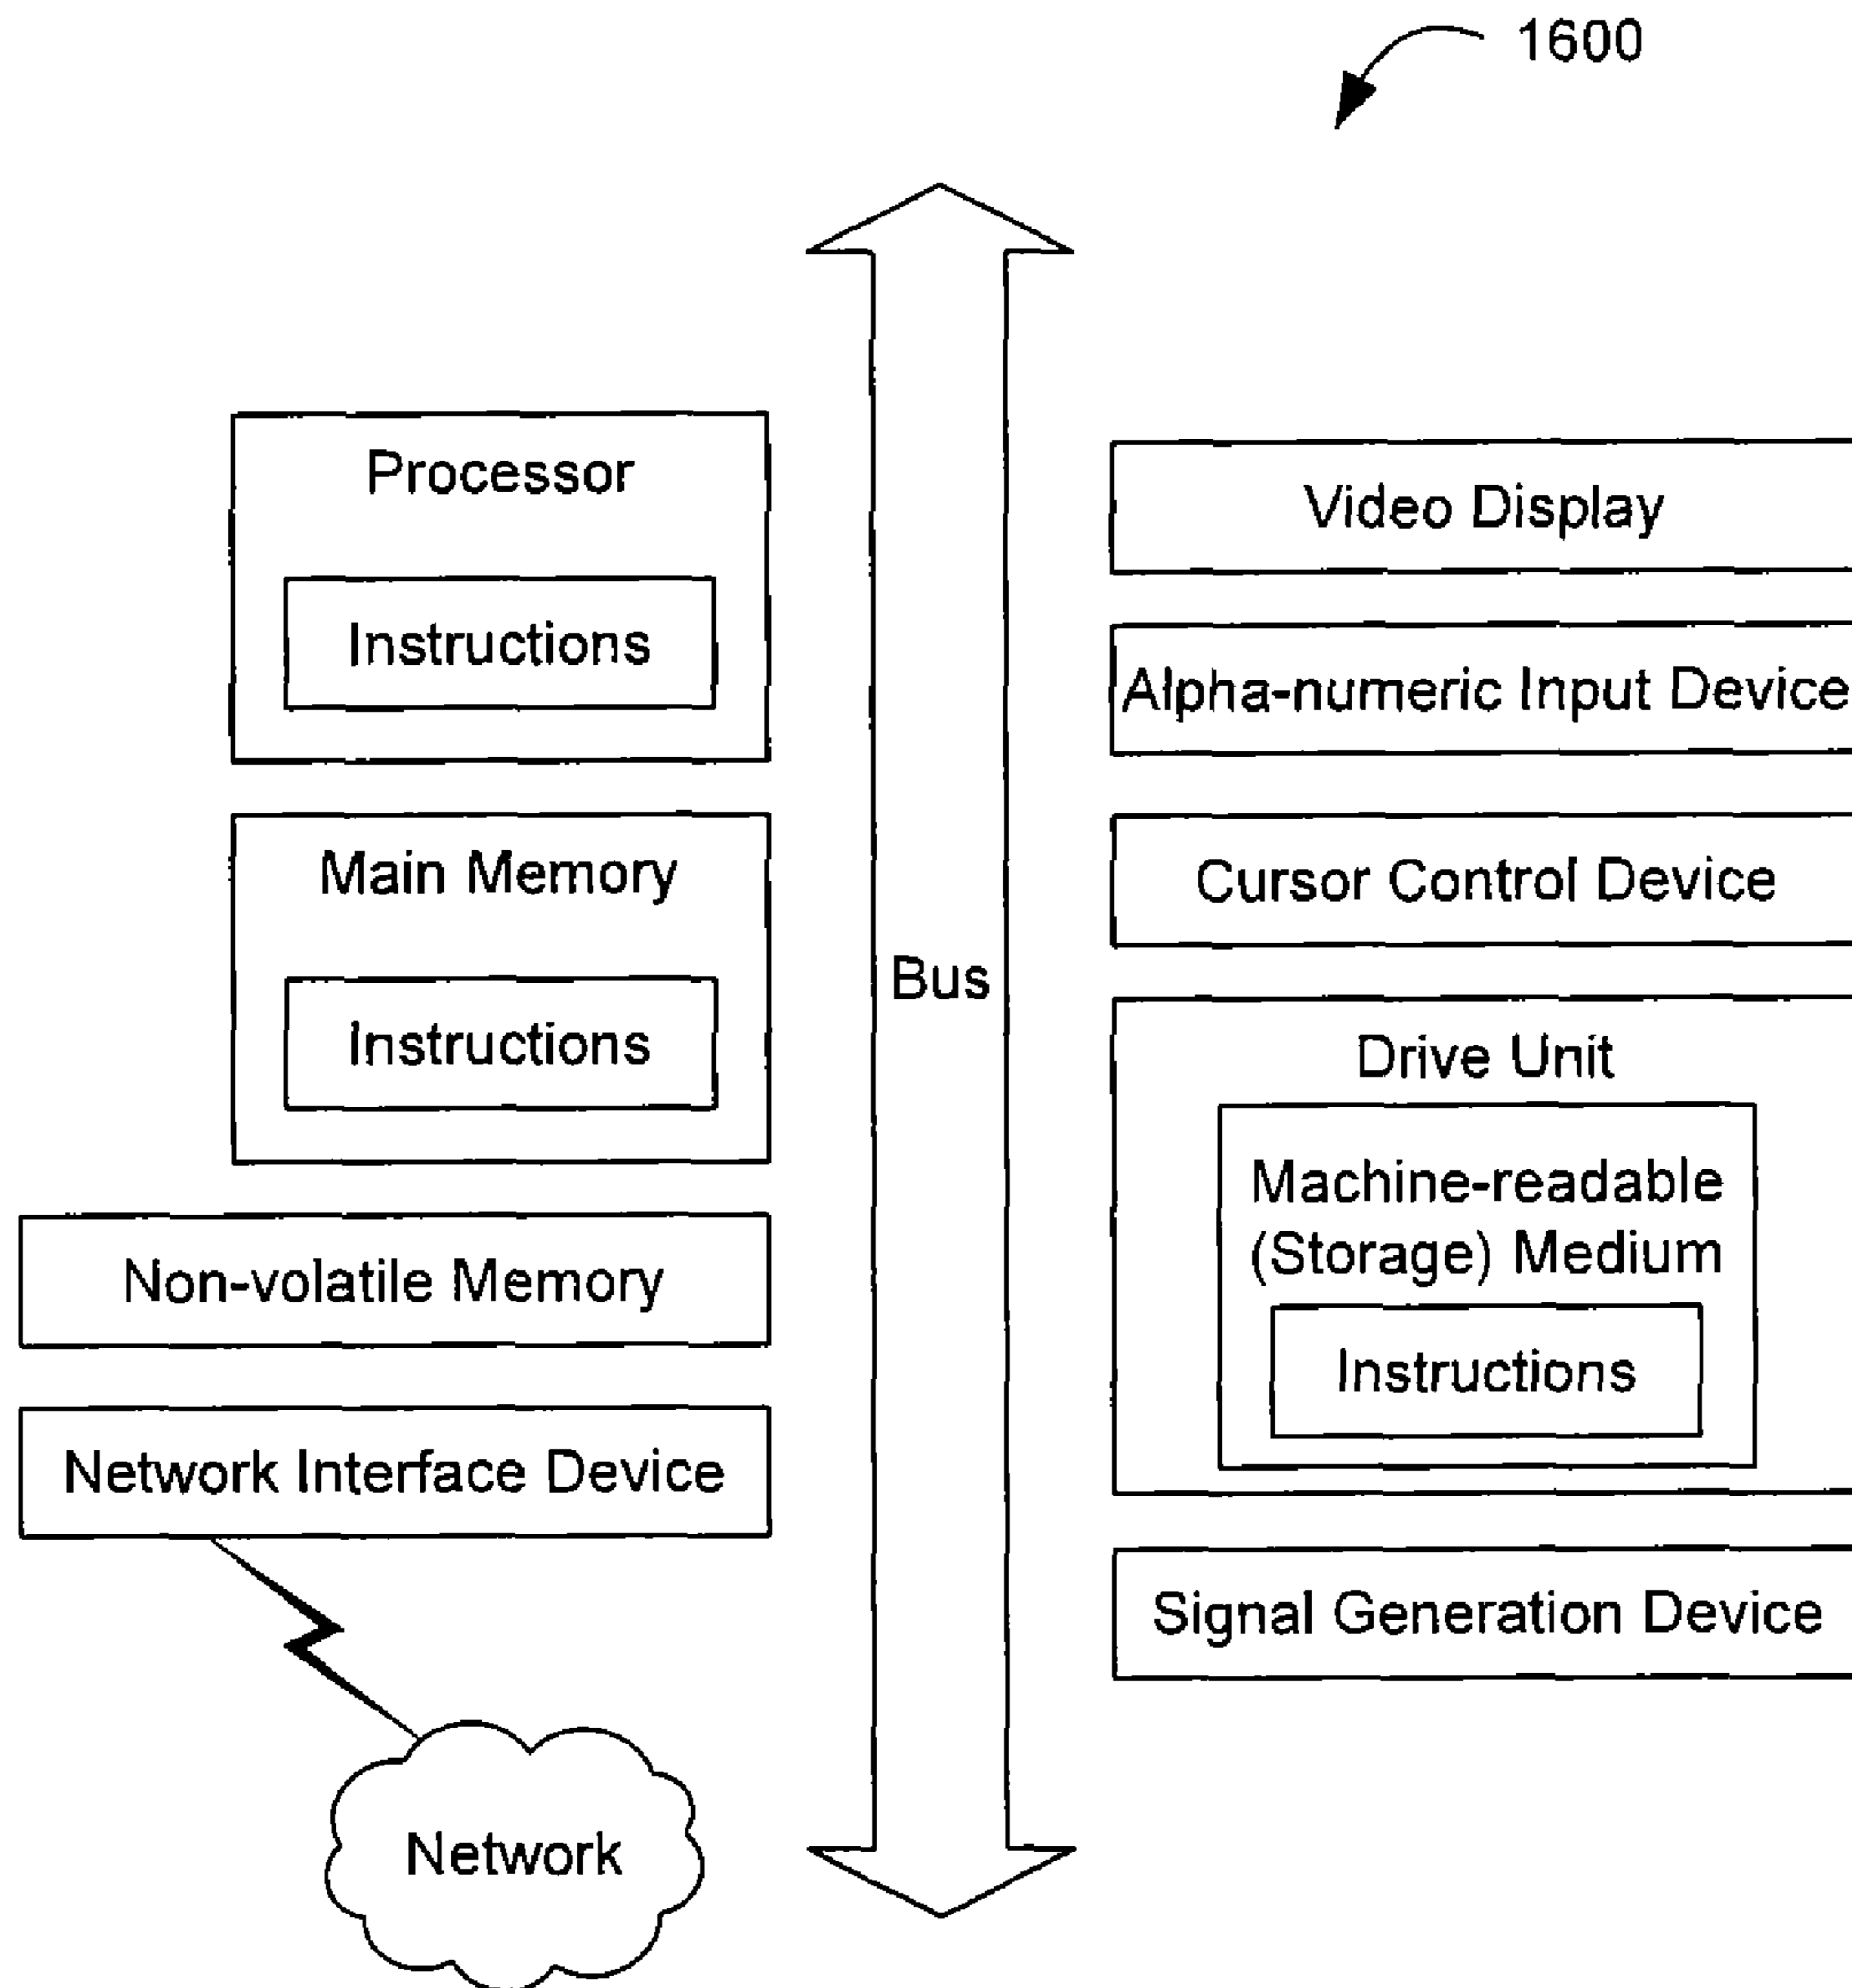 1600
Processor
Instructions
Main Memory
Instructions
Non-volatile Memory
Network Interface Device
Network
Bus
Video Display
Alpha-numeric Input Device
Cursor Control Device
Drive Unit
Machine-readable
(Storage) Medium
Instructions
Signal Generation Device